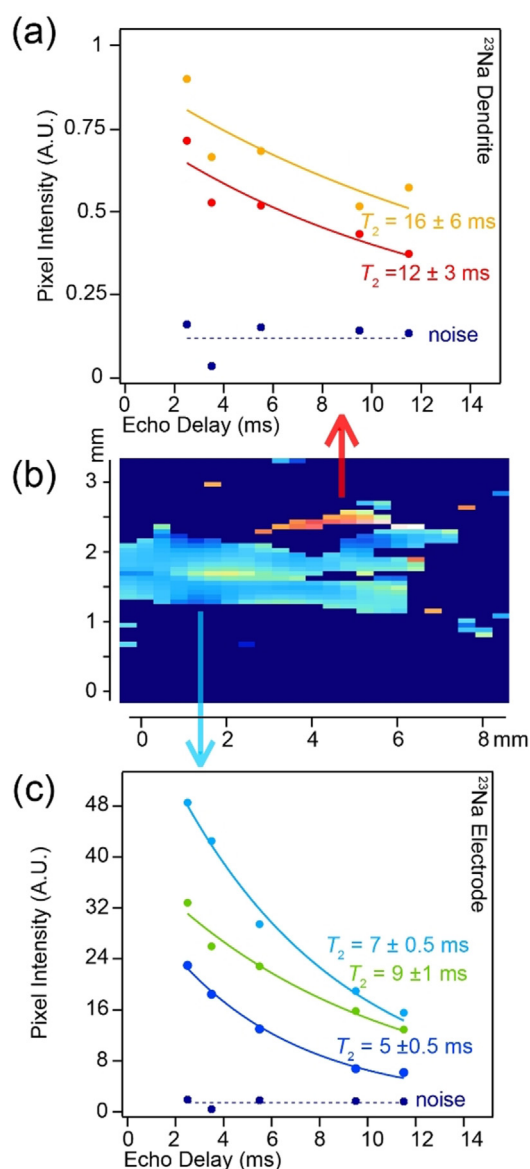 (a)
1
0.75
0.5
0.25
0
Pixel Intensity (A.U.)
²³Na Dendrite
T₂ = 16 ± 6 ms
T₂ =12 ± 3 ms
noise
0 2 4 6 8 10 12 14
Echo Delay (ms)
(b)
mm
3
2
1
0
0 2 4 6 8 mm
(c)
48
40
32
24
16
8
0
Pixel Intensity (A.U.)
²³Na Electrode
T₂ = 7 ± 0.5 ms
T₂ = 9 ±1 ms
T₂ = 5 ±0.5 ms
noise
0 2 4 6 8 10 12 14
Echo Delay (ms)